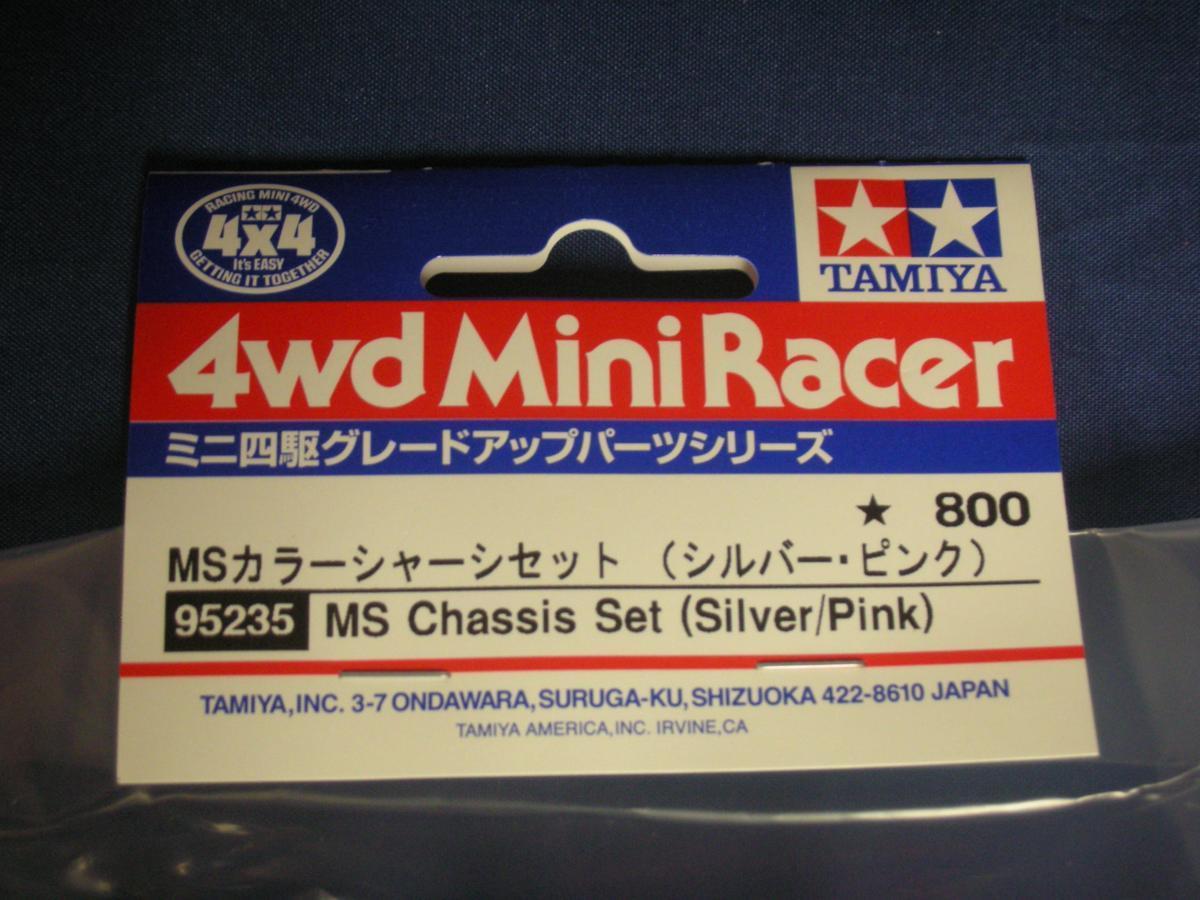 RACING MINI 4WD
4x4
It's EASY
GETTING IT TOGETHER
TAMIYA
4wd Mini Racer
ミニ四駆グレードアップパーツシリーズ
★ 800
MSカラーシャーシセット (シルバー・ピンク)
95235 MS Chassis Set (Silver/Pink)
TAMIYA,INC. 3-7 ONDAWARA,SURUGA-KU,SHIZUOKA 422-8610 JAPAN
TAMIYA AMERICA,INC. IRVINE,CA